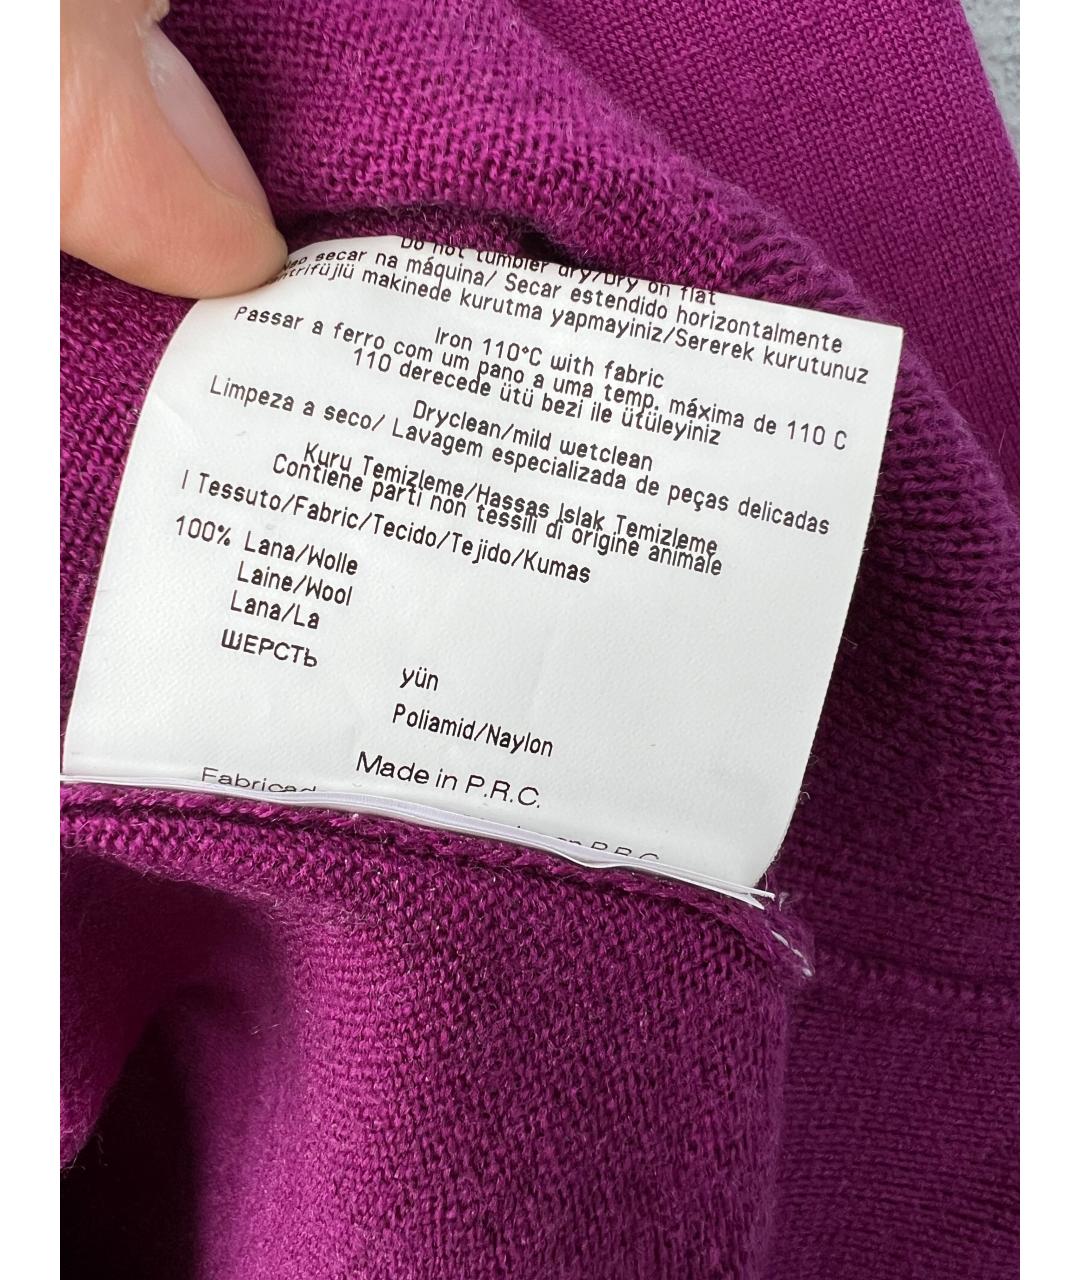 Do not tumbler dry/Dry on flat
Nao secar na máquina/ Secar estendido horizontalmente
makinede kurutma yapmayiniz/Sererek kurutunuz
Iron 110°C with fabric
Passar a ferro com um pano a uma temp. máxima de 110 C
110 derecede ütü bezi ile ütüleyiniz
Dryclean/mild wetclean
Limpeza a seco/ Lavagem especializada de peças delicadas
Kuru Temizleme/Hassas Islak Temizleme
Contiene parti non tessili di origine animale
I Tessuto/Fabric/Tecido/Tejido/Kumas
100% Lana/Wolle
Laine/Wool
Lana/La
ШЕРСТЬ
yün
Poliamid/Naylon
Made in P.R.C.
en P.R.C.